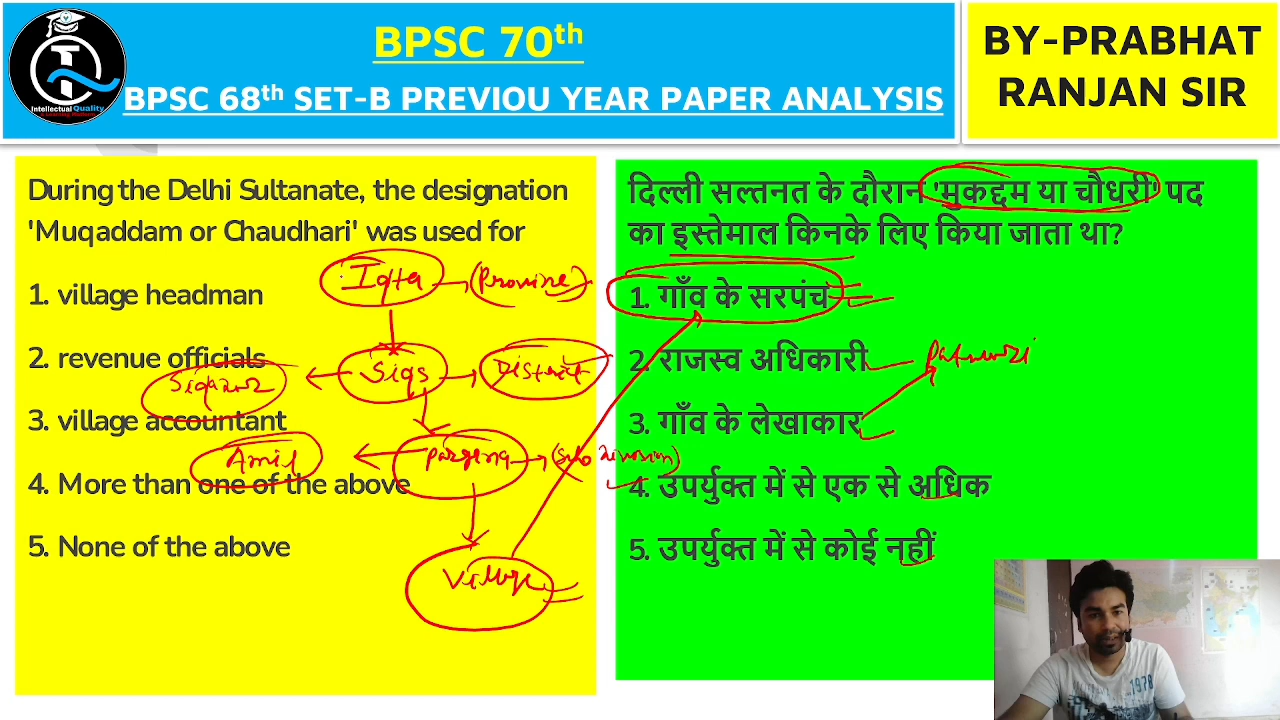 BPSC 70th
BPSC 68th SET-B PREVIOU YEAR PAPER ANALYSIS
BY-PRABHAT
RANJAN SIR
Intellectual Quality
During the Delhi Sultanate, the designation
'Muqaddam or Chaudhari' was used for
1. village headman
2. revenue officials
3. village accountant
4. More than one of the above
5. None of the above
Iqta
Siqs
District
Amil
Village
दिल्ली सल्तनत के दौरान 'मुकद्दम या चौधरी' पद
का इस्तेमाल किनके लिए किया जाता था?
1. गाँव के सरपंच
2. राजस्व अधिकारी
3. गाँव के लेखाकार
4. उपर्युक्त में से एक से अधिक
5. उपर्युक्त में से कोई नहीं
1978